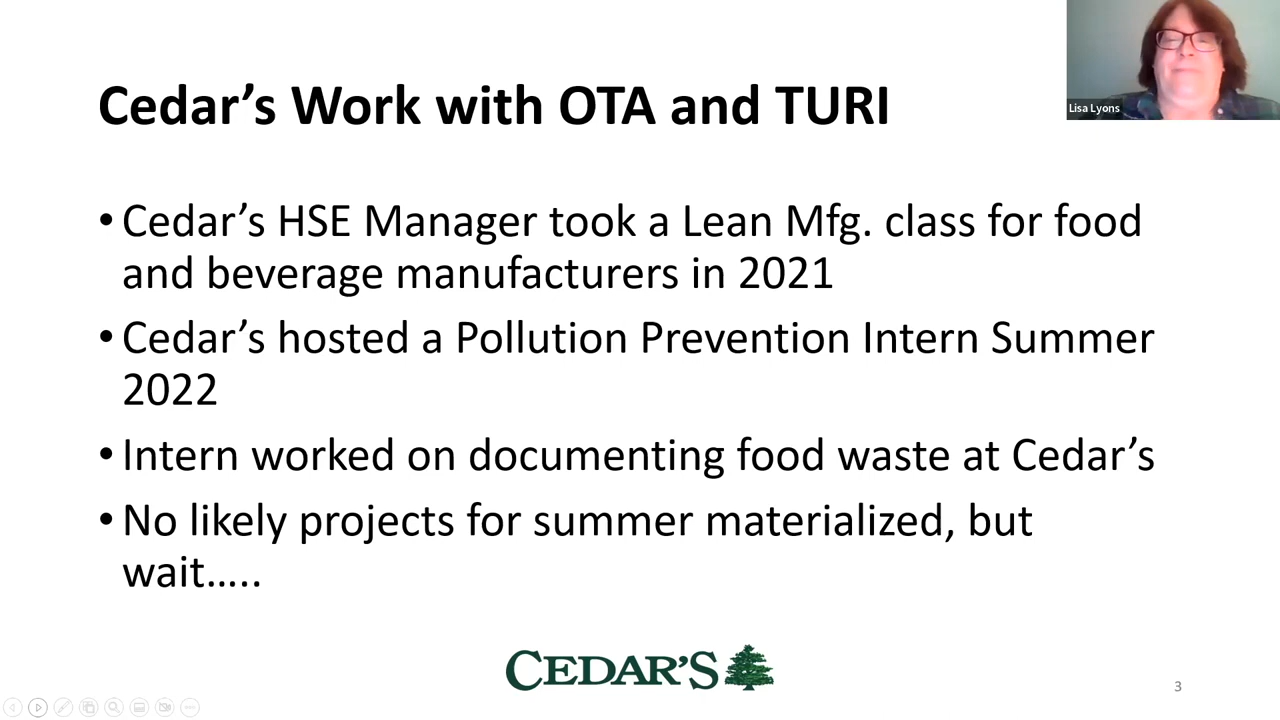 Cedar’s Work with OTA and TURI
Lisa Lyons
•Cedar’s HSE Manager took a Lean Mfg. class for food
and beverage manufacturers in 2021
•Cedar’s hosted a Pollution Prevention Intern Summer
2022
•Intern worked on documenting food waste at Cedar’s
•No likely projects for summer materialized, but
wait…..
CEDAR’S
3